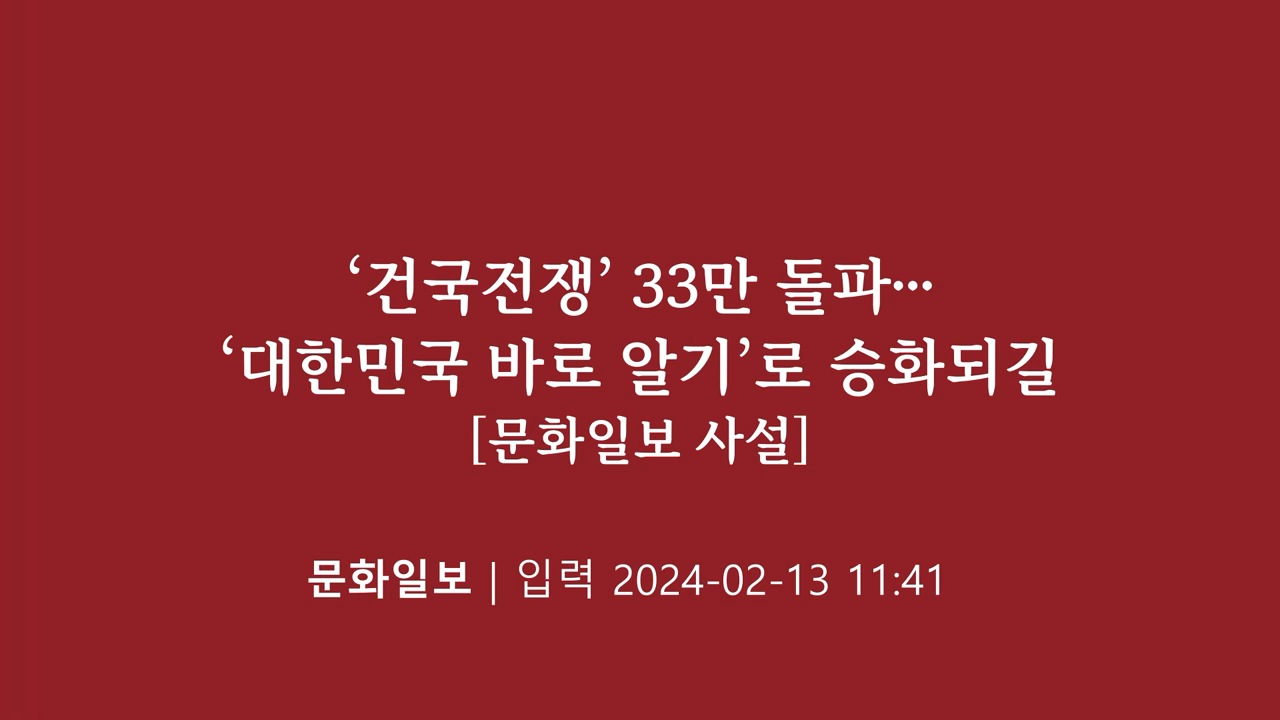 ‘건국전쟁’ 33만 돌파…
‘대한민국 바로 알기’로 승화되길
[문화일보 사설]
문화일보 | 입력 2024-02-13 11:41